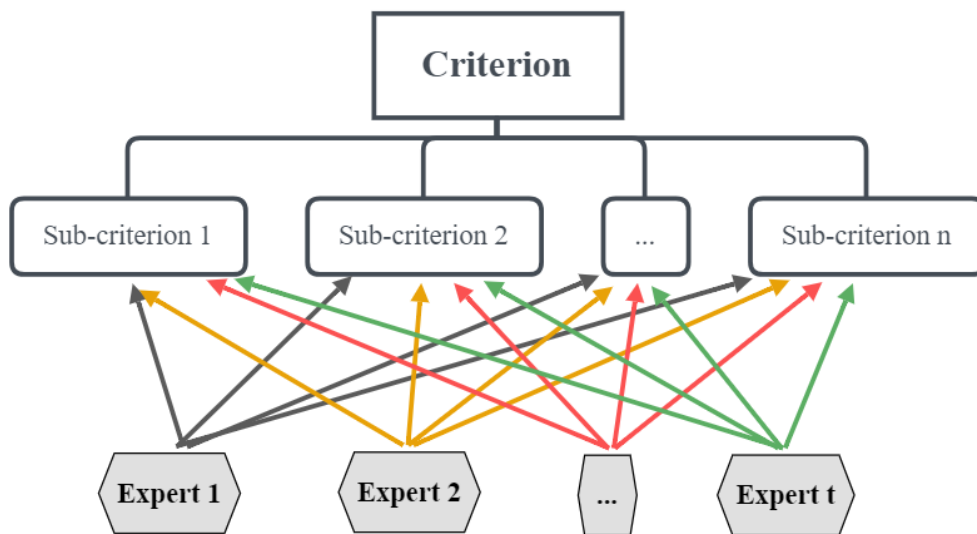 Criterion
Sub-criterion 1
Sub-criterion 2
...
Sub-criterion n
Expert 1
Expert 2
...
Expert t